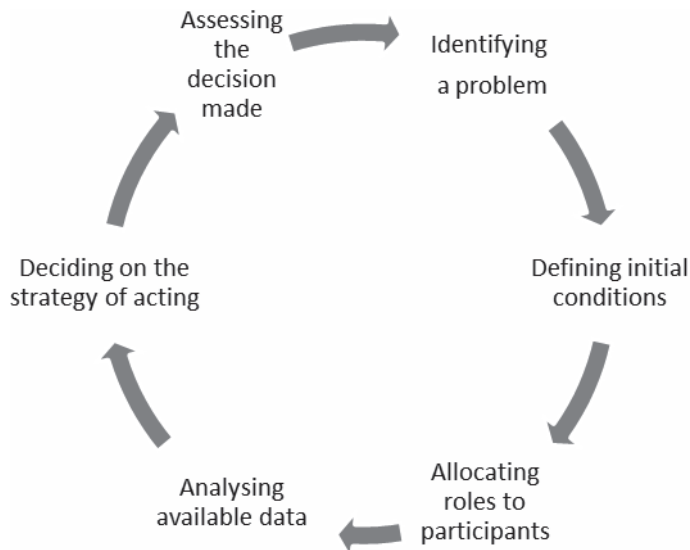 Assessing
the
decision
made
Identifying
a problem
Defining initial
conditions
Allocating
roles to
participants
Analysing
available data
Deciding on the
strategy of acting